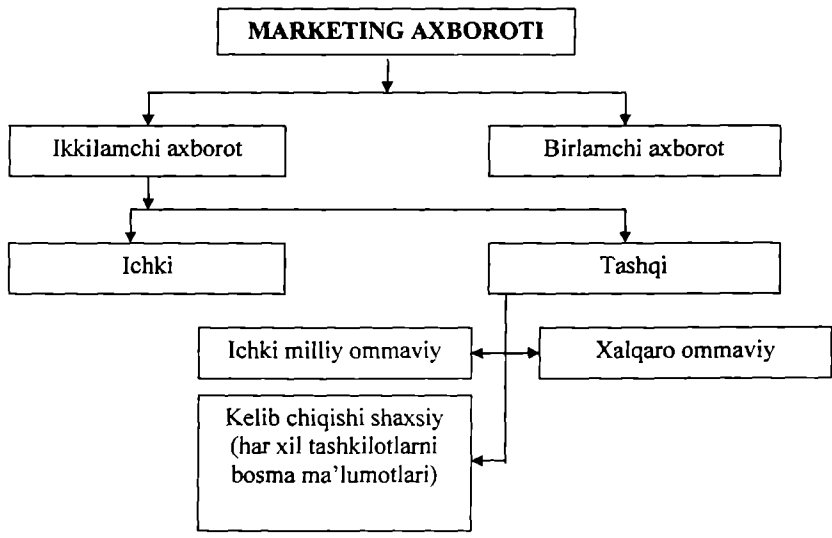 MARKETING AXBOROTI
Ikkilamchi axborot
Birlamchi axborot
Ichki
Tashqi
Ichki milliy ommaviy
Xalqaro ommaviy
Kelib chiqishi shaxsiy
(har xil tashkilotlarni
bosma ma’lumotlari)